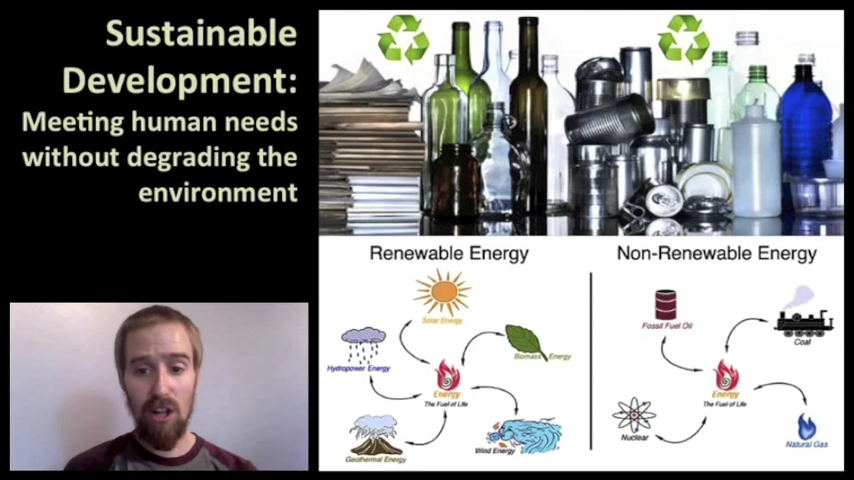 Sustainable
Development:
Meeting human needs
without degrading the
environment
Renewable Energy
Solar Energy
Hydropower Energy
Biomass Energy
Energy
The Fuel of Life
Geothermal Energy
Wind Energy
Non-Renewable Energy
Fossil Fuel Oil
Coal
Energy
The Fuel of Life
Nuclear
Natural Gas